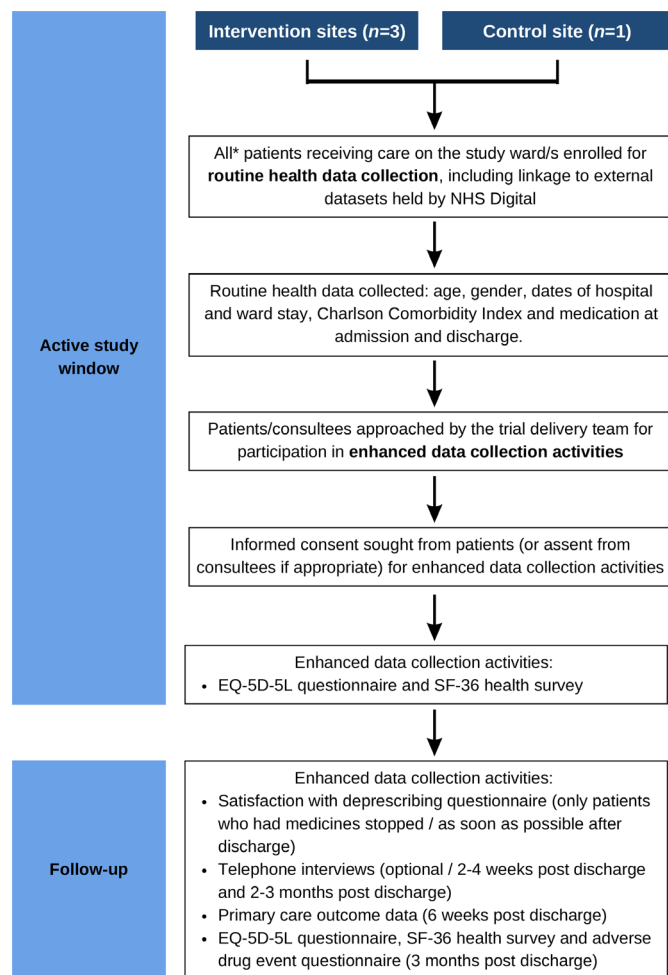 Intervention sites (n=3)
Control site (n=1)
Active study
window
All* patients receiving care on the study ward/s enrolled for
routine health data collection, including linkage to external
datasets held by NHS Digital
Routine health data collected: age, gender, dates of hospital
and ward stay, Charlson Comorbidity Index and medication at
admission and discharge.
Patients/consultees approached by the trial delivery team for
participation in enhanced data collection activities
Informed consent sought from patients (or assent from
consultees if appropriate) for enhanced data collection activities
Enhanced data collection activities:
• EQ-5D-5L questionnaire and SF-36 health survey
Follow-up
Enhanced data collection activities:
• Satisfaction with deprescribing questionnaire (only patients
who had medicines stopped / as soon as possible after
discharge)
• Telephone interviews (optional / 2-4 weeks post discharge
and 2-3 months post discharge)
• Primary care outcome data (6 weeks post discharge)
• EQ-5D-5L questionnaire, SF-36 health survey and adverse
drug event questionnaire (3 months post discharge)